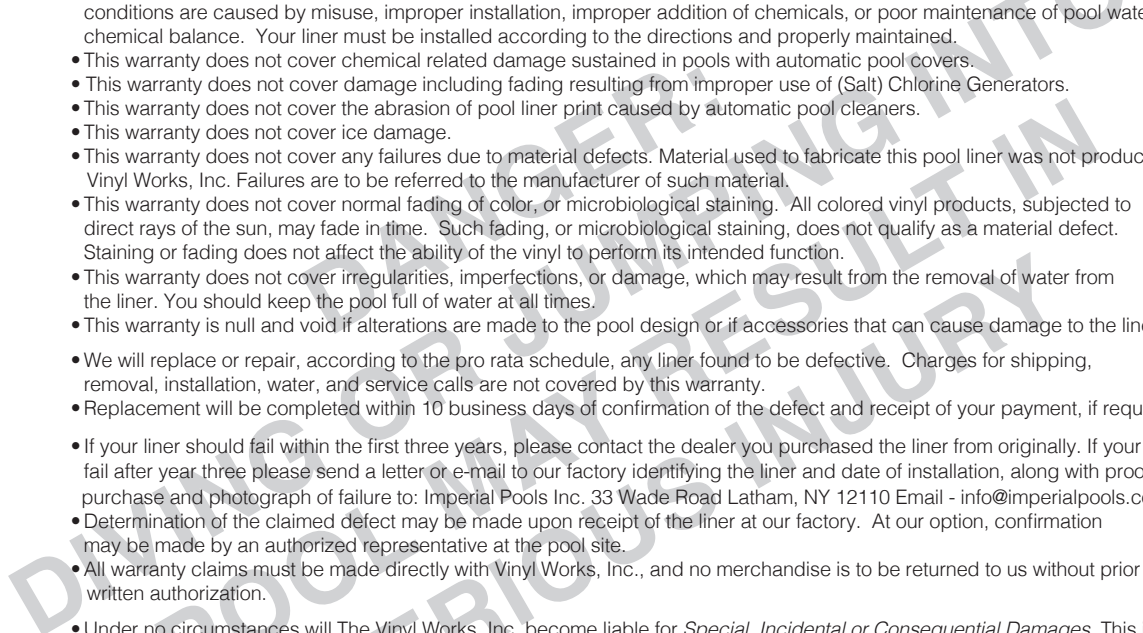 conditions are caused by misuse, improper installation, improper addition of chemicals, or poor maintenance of pool wate
chemical balance.  Your liner must be installed according to the directions and properly maintained.
• This warranty does not cover chemical related damage sustained in pools with automatic pool covers.
• This warranty does not cover damage including fading resulting from improper use of (Salt) Chlorine Generators.
• This warranty does not cover the abrasion of pool liner print caused by automatic pool cleaners.
• This warranty does not cover ice damage.
• This warranty does not cover any failures due to material defects. Material used to fabricate this pool liner was not produc
Vinyl Works, Inc. Failures are to be referred to the manufacturer of such material.
• This warranty does not cover normal fading of color, or microbiological staining.  All colored vinyl products, subjected to
direct rays of the sun, may fade in time.  Such fading, or microbiological staining, does not qualify as a material defect.
Staining or fading does not affect the ability of the vinyl to perform its intended function.
• This warranty does not cover irregularities, imperfections, or damage, which may result from the removal of water from
the liner.  You should keep the pool full of water at all times.
• This warranty is null and void if alterations are made to the pool design or if accessories that can cause damage to the line
• We will replace or repair, according to the pro rata schedule, any liner found to be defective.  Charges for shipping,
removal, installation, water, and service calls are not covered by this warranty.
• Replacement will be completed within 10 business days of confirmation of the defect and receipt of your payment, if requ
• If your liner should fail within the first three years, please contact the dealer you purchased the liner from originally. If your
fail after year three please send a letter or e-mail to our factory identifying the liner and date of installation, along with proo
purchase and photograph of failure to: Imperial Pools Inc. 33 Wade Road Latham, NY 12110 Email - info@imperialpools.co
• Determination of the claimed defect may be made upon receipt of the liner at our factory.  At our option, confirmation
may be made by an authorized representative at the pool site.
• All warranty claims must be made directly with Vinyl Works, Inc., and no merchandise is to be returned to us without prior
written authorization.
• Under no circumstances will The Vinyl Works, Inc. become liable for Special, Incidental or Consequential Damages. This
DANGER:
DIVING OR JUMPING INTO
POOL MAY RESULT IN
SERIOUS INJURY